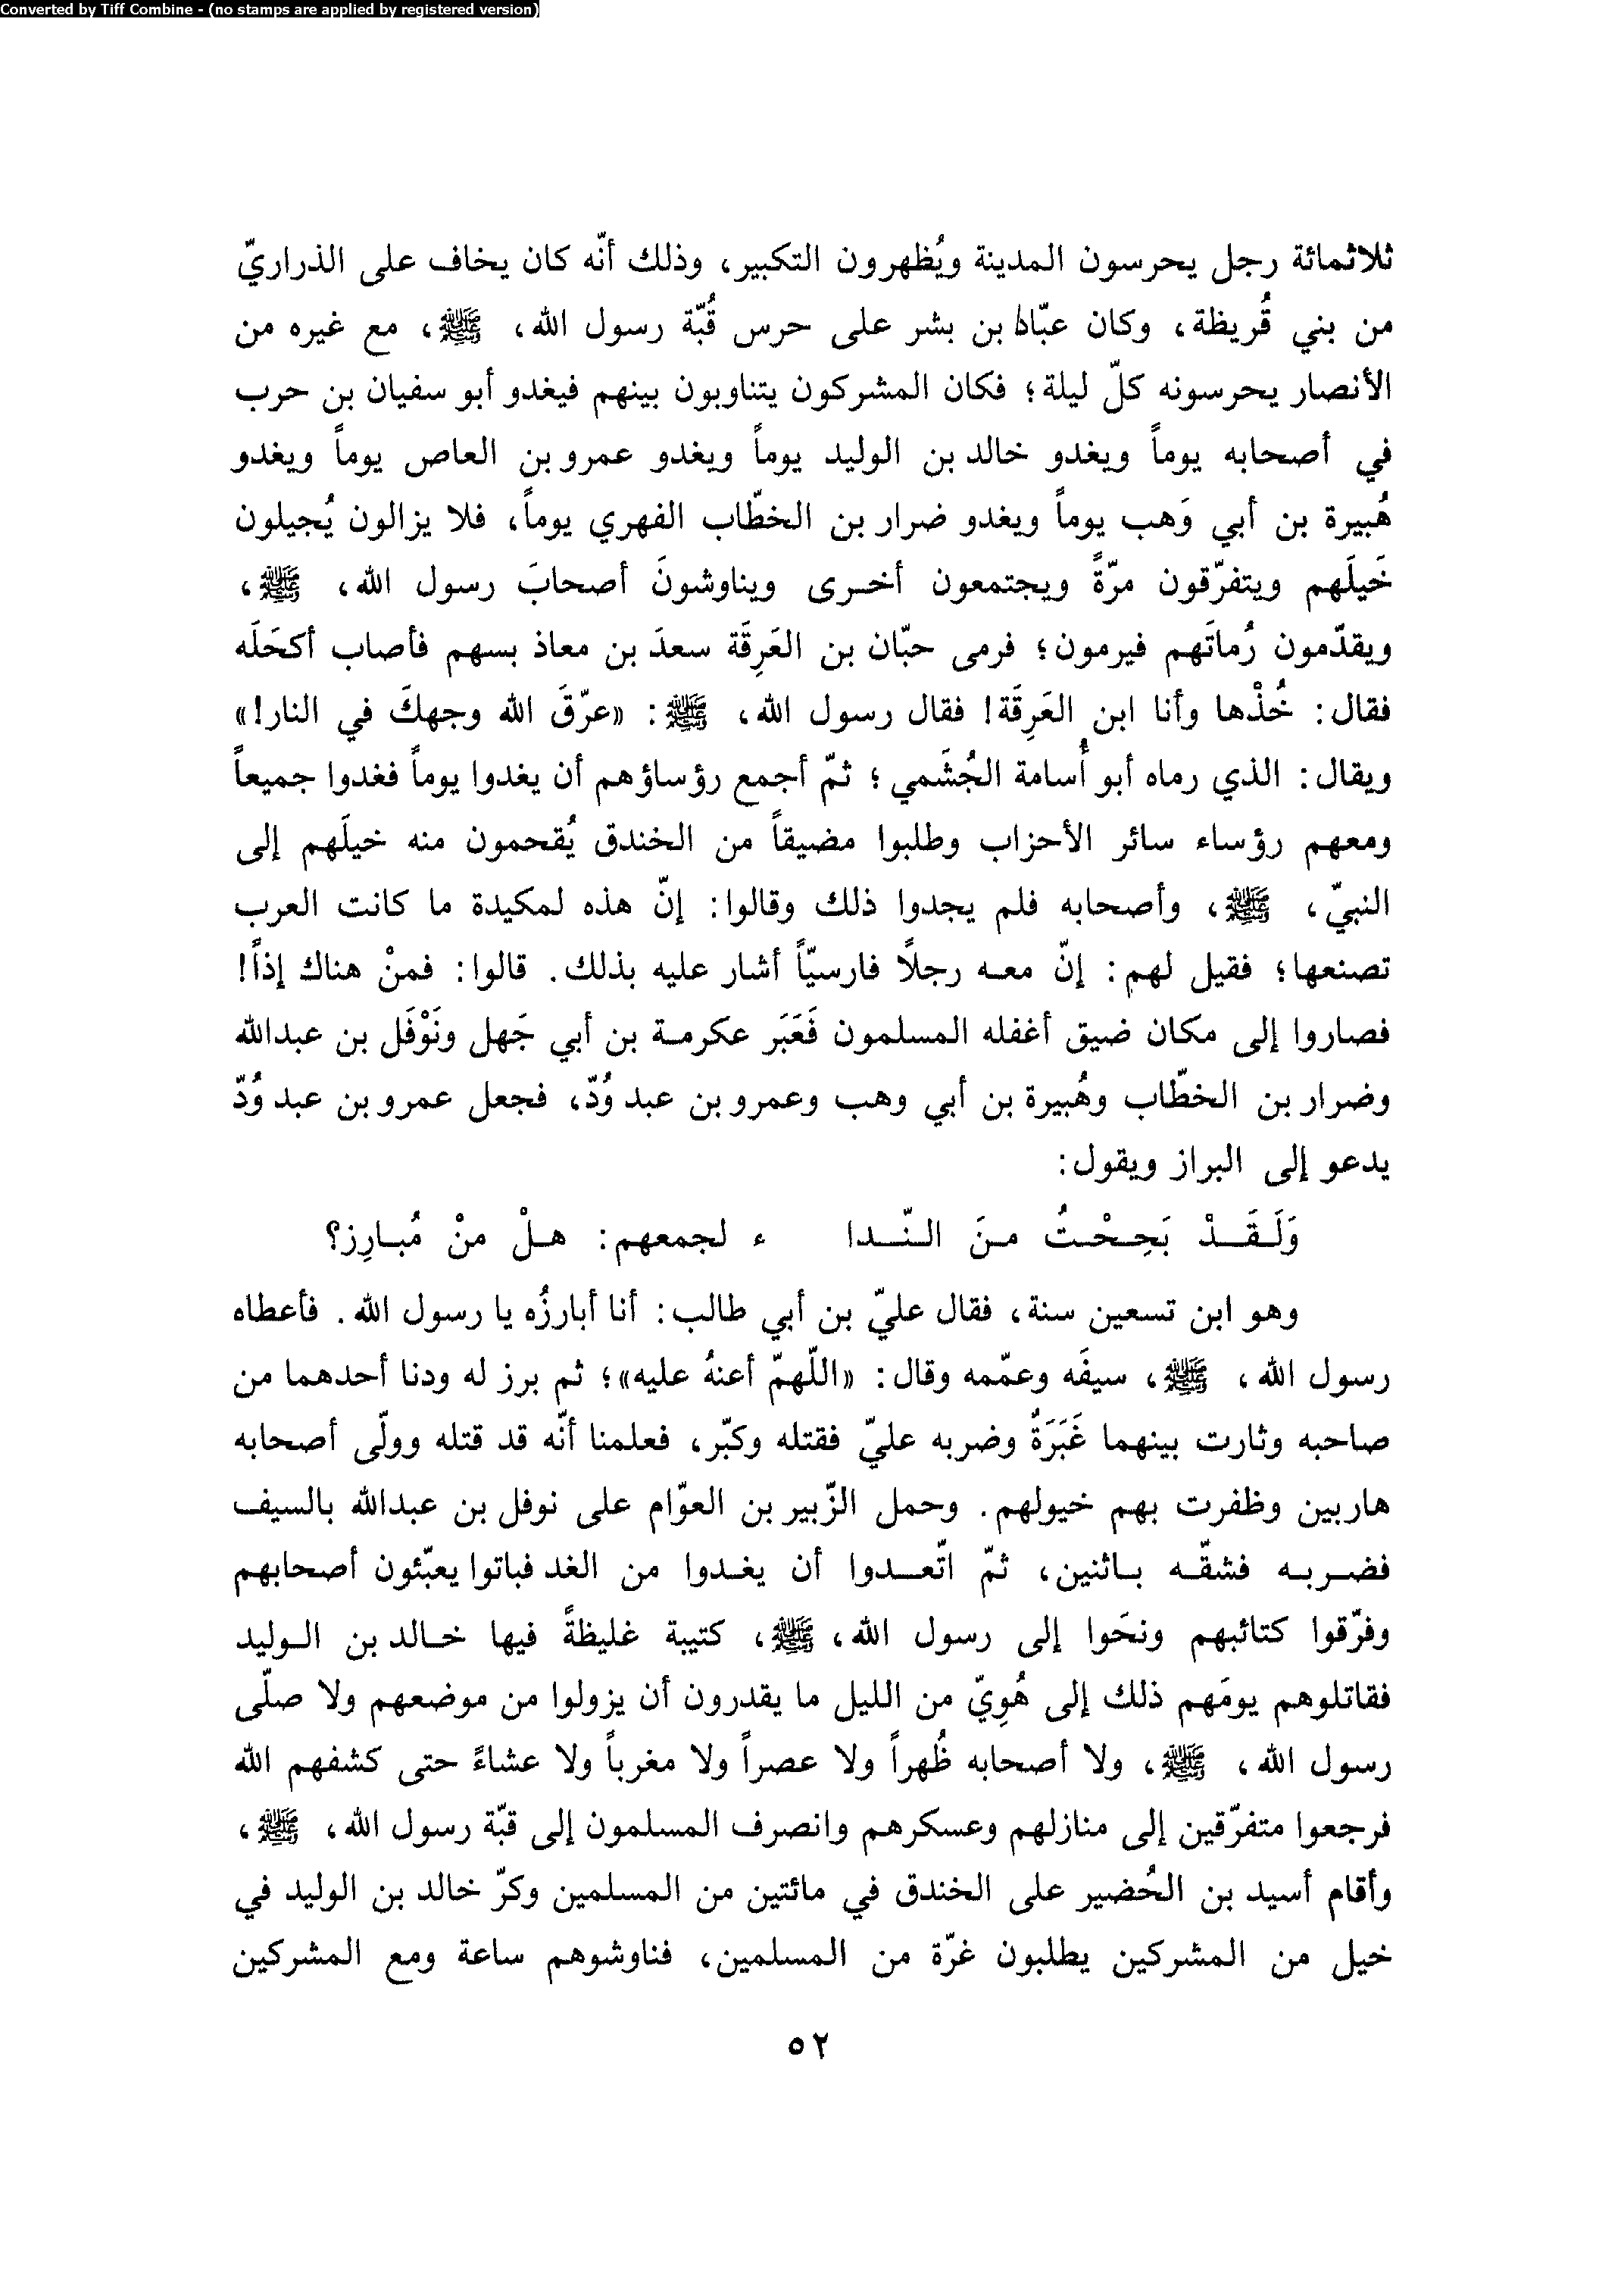 Converted by Tiff Combine - (no stamps are applied by registered version)
ثلاثمائة رجل يحرسون المدينة ويُظهرون التكبير، وذلك أنّه كان يخاف على الذراريّ
من بني قُريظة، وكان عبّاد بن بشر على حرس قُبّة رسول الله، ﷺ، مع غيره من
الأنصار يحرسونه كلّ ليلة؛ فكان المشركون يتناوبون بينهم فيغدو أبو سفيان بن حرب
في أصحابه يوماً ويغدو خالد بن الوليد يوماً ويغدو عمرو بن العاص يوماً ويغدو
هُبيرة بن أبي وَهب يوماً ويغدو ضرار بن الخطّاب الفهري يوماً، فلا يزالون يُجيلون
خَيلَهم ويتفرّقون مرّةً ويجتمعون أخرى ويناوشونَ أصحابَ رسول الله، ﷺ،
ويقدّمون رُماتَهم فيرمون؛ فرمى حبّان بن العَرِقَة سعدَ بن معاذ بسهم فأصاب أكحَلَه
فقال: خُذْها وأنا ابن العَرِقَة! فقال رسول الله، ﷺ: «عرّقَ الله وجهكَ في النار!»
ويقال: الذي رماه أبو أُسامة الجُشَمي؛ ثمّ أجمع رؤساؤهم أن يغدوا يوماً فغدوا جميعاً
ومعهم رؤساء سائر الأحزاب وطلبوا مضيقاً من الخندق يُقحمون منه خيلَهم إلى
النبيّ، ﷺ، وأصحابه فلم يجدوا ذلك وقالوا: إنّ هذه لمكيدة ما كانت العرب
تصنعها؛ فقيل لهم: إنّ معه رجلاً فارسيّاً أشار عليه بذلك. قالوا: فمنْ هناك إذاً!
فصاروا إلى مكان ضيق أغفله المسلمون فَعَبَر عكرمة بن أبي جَهل ونَوْفَل بن عبدالله
وضرار بن الخطّاب وهُبيرة بن أبي وهب وعمرو بن عبد وُدّ، فجعل عمرو بن عبد وُدّ
يدعو إلى البراز ويقول:
وَلَقَدْ بَحِحْتُ منَ النّدا ء لجمعهم: هلْ منْ مُبارِز؟
وهو ابن تسعين سنة، فقال عليّ بن أبي طالب: أنا أبارزُه يا رسول الله. فأعطاه
رسول الله، ﷺ، سيفَه وعمّمه وقال: «اللّهمّ أعنهُ عليه»؛ ثم برز له ودنا أحدهما من
صاحبه وثارت بينهما غَبَرَةٌ وضربه عليّ فقتله وكبّر، فعلمنا أنّه قد قتله وولّى أصحابه
هاربين وظفرت بهم خيولهم. وحمل الزّبير بن العوّام على نوفل بن عبدالله بالسيف
فضربه فشقّه باثنين، ثمّ اتّعدوا أن يغدوا من الغد فباتوا يعبّئون أصحابهم
وفرّقوا كتائبهم ونحَوا إلى رسول الله، ﷺ، كتيبة غليظةً فيها خالد بن الوليد
فقاتلوهم يومَهم ذلك إلى هُوِيّ من الليل ما يقدرون أن يزولوا من موضعهم ولا صلّى
رسول الله، ﷺ، ولا أصحابه ظُهراً ولا عصراً ولا مغرباً ولا عشاءً حتى كشفهم الله
فرجعوا متفرّقين إلى منازلهم وعسكرهم وانصرف المسلمون إلى قبّة رسول الله، ﷺ،
وأقام أسيد بن الحُضير على الخندق في مائتين من المسلمين وكرّ خالد بن الوليد في
خيل من المشركين يطلبون غرّة من المسلمين، فناوشوهم ساعة ومع المشركين
٥٢